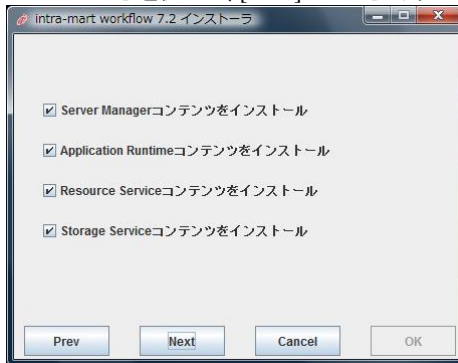 intra-mart workflow 7.2 インストーラ
Server Managerコンテンツをインストール
Application Runtimeコンテンツをインストール
Resource Serviceコンテンツをインストール
Storage Serviceコンテンツをインストール
Prev Next Cancel OK